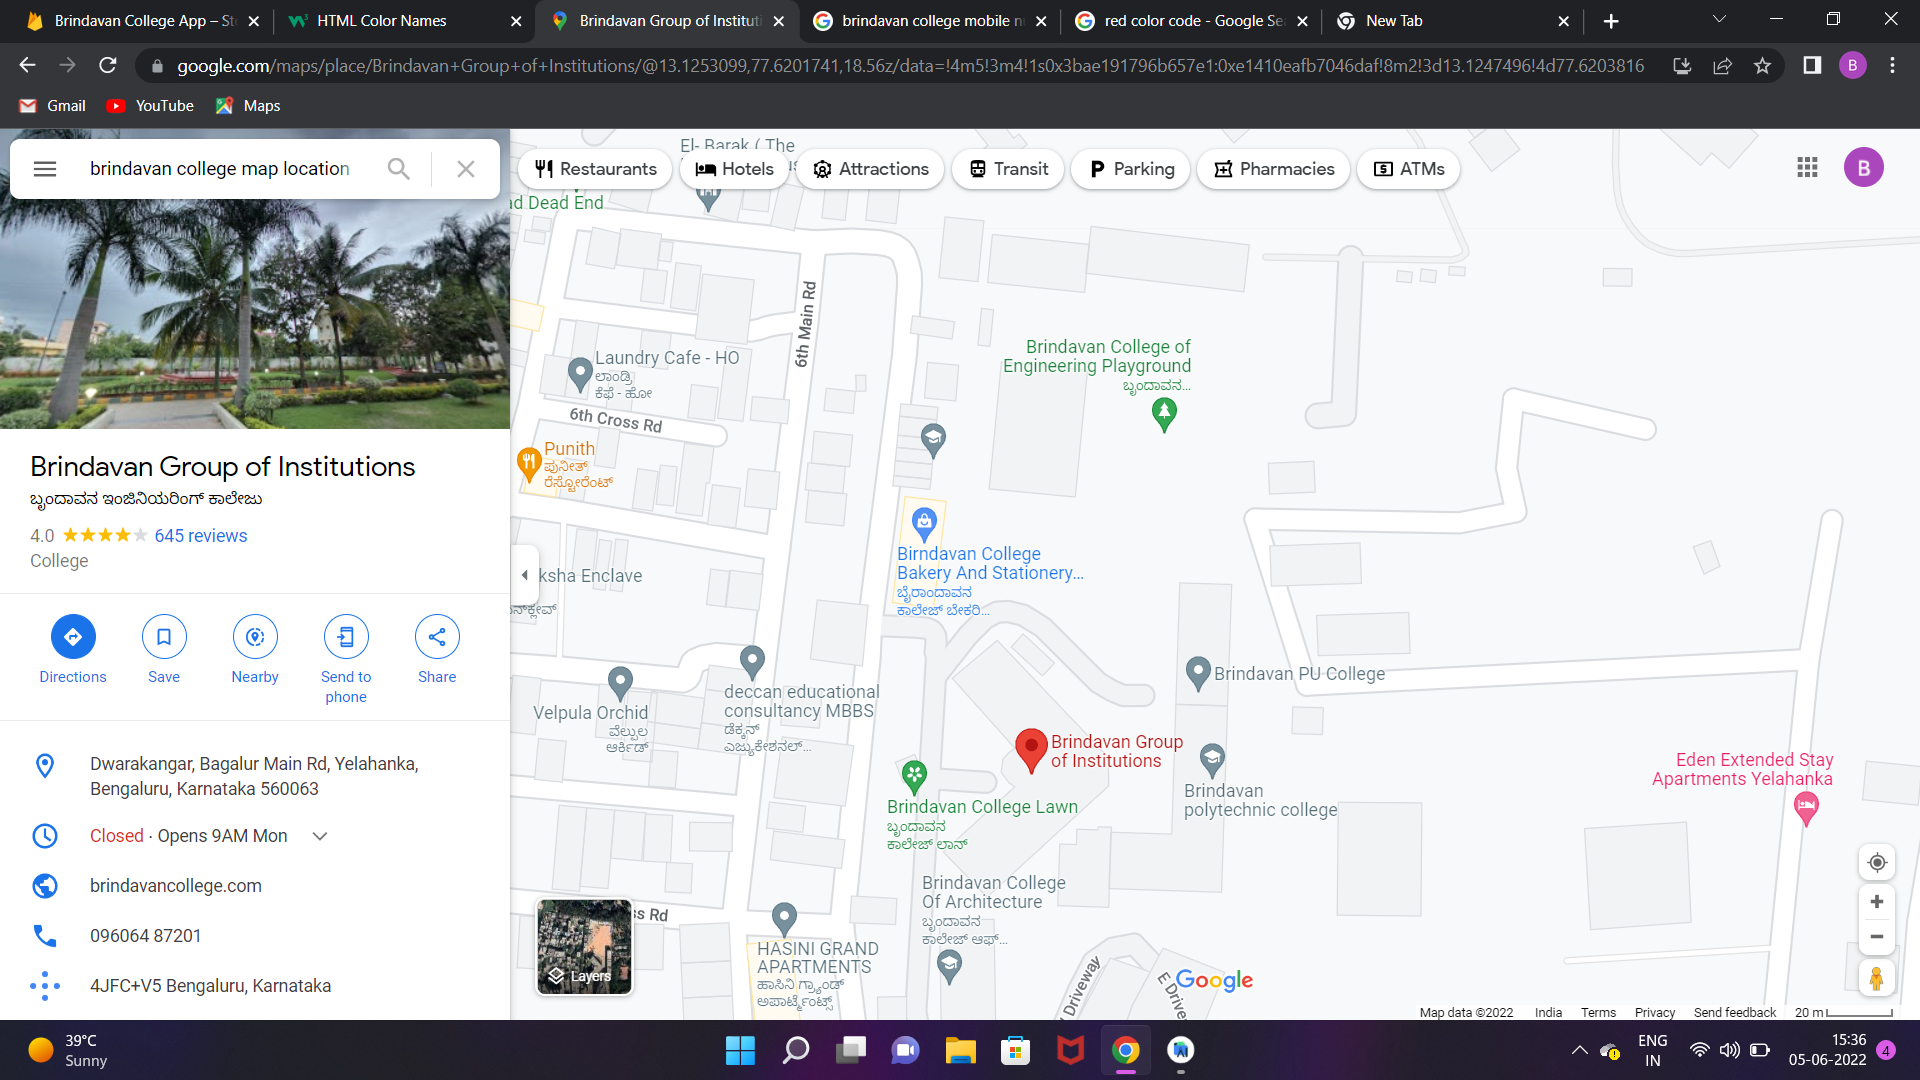 Brindavan College App – St
HTML Color Names
Brindavan Group of Instituti
brindavan college mobile n
red color code - Google Se
New Tab
google.com/maps/place/Brindavan+Group+of+Institutions/@13.1253099,77.6201741,18.56z/data=!4m5!3m4!1s0x3bae191796b657e1:0xe1410eafb7046daf!8m2!3d13.1247496!4d77.6203816
B
Gmail
YouTube
Maps
brindavan college map location
Restaurants
Hotels
Attractions
Transit
Parking
Pharmacies
ATMs
B
El- Barak ( The
ad Dead End
6th Main Rd
Laundry Cafe - HO
ಲಾಂಡ್ರಿ
ಕೆಫೆ - ಹೋ
6th Cross Rd
Punith
ಪುನೀತ್
ರೆಸ್ಟೋರೆಂಟ್
Brindavan College of
Engineering Playground
ಬೃಂದಾವನ...
Birndavan College
Bakery And Stationery...
ಬೈರಾಂದಾವನ
ಕಾಲೇಜ್ ಬೇಕರಿ...
ksha Enclave
Velpula Orchid
ವೆಲ್ಪುಲ
ಆರ್ಕಿಡ್
deccan educational
consultancy MBBS
ಡೆಕ್ಕನ್
ಎಜ್ಯುಕೇಶನಲ್...
Brindavan PU College
Brindavan Group
of Institutions
Brindavan
polytechnic college
Brindavan College Lawn
ಬೃಂದಾವನ
ಕಾಲೇಜ್ ಲಾನ್
Eden Extended Stay
Apartments Yelahanka
Brindavan College
Of Architecture
ಬೃಂದಾವನ
ಕಾಲೇಜ್ ಆಫ್...
ss Rd
HASINI GRAND
APARTMENTS
ಹಾಸಿನಿ ಗ್ರ್ಯಾಂಡ್
ಅಪಾರ್ಟ್ಮೆಂಟ್ಸ್
Driveway
E Drive
Layers
Google
Brindavan Group of Institutions
ಬೃಂದಾವನ ಇಂಜಿನಿಯರಿಂಗ್ ಕಾಲೇಜು
4.0
645 reviews
College
Directions
Save
Nearby
Send to
phone
Share
Dwarakangar, Bagalur Main Rd, Yelahanka,
Bengaluru, Karnataka 560063
Closed · Opens 9AM Mon
brindavancollege.com
096064 87201
4JFC+V5 Bengaluru, Karnataka
Map data ©2022
India
Terms
Privacy
Send feedback
20 m
39°C
Sunny
ENG
IN
15:36
05-06-2022
4